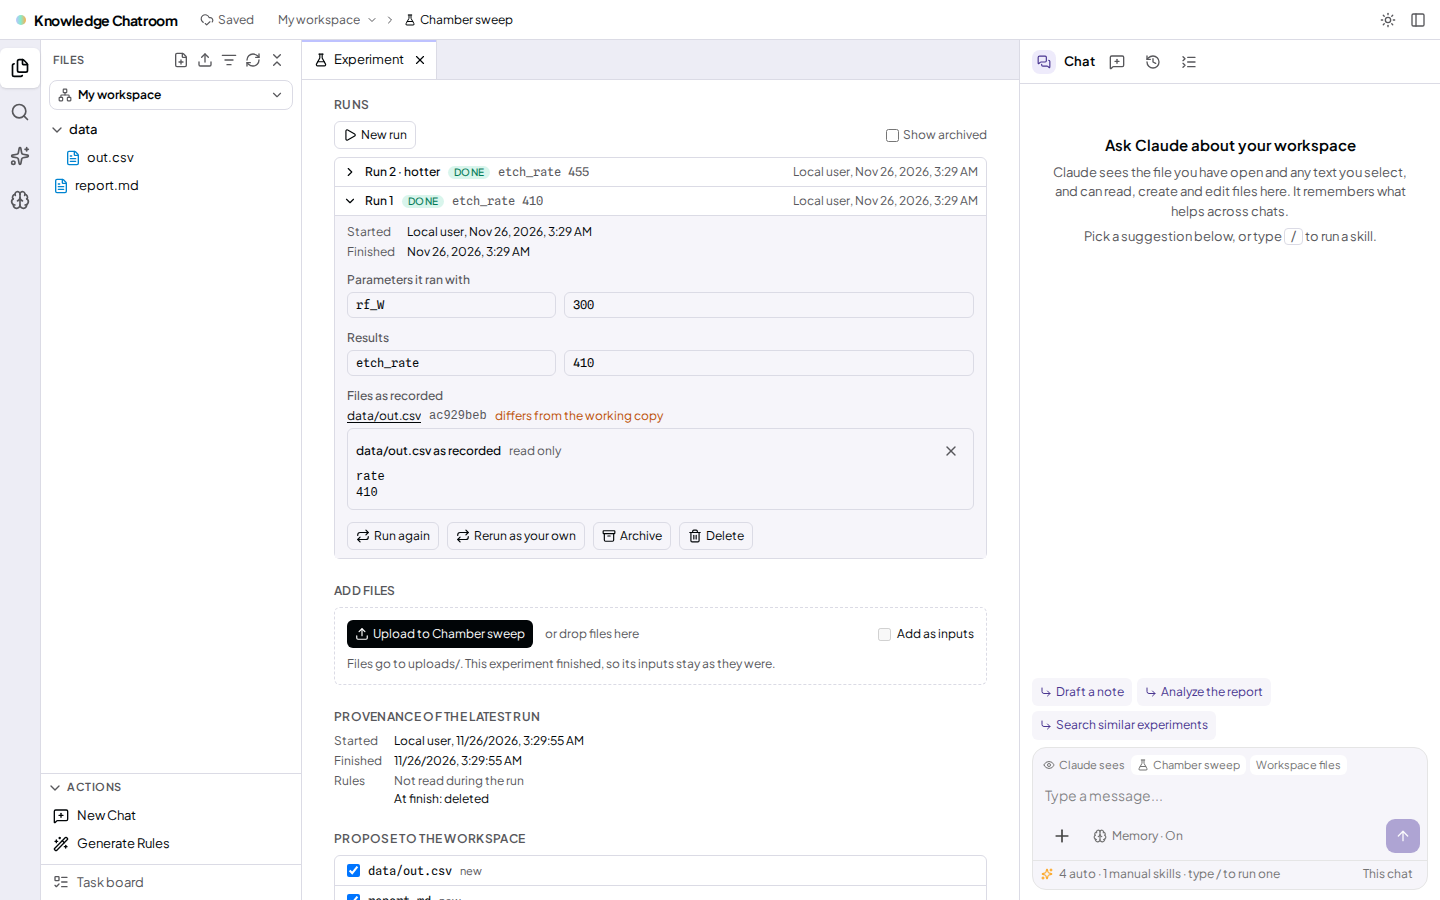 Knowledge Chatroom
Saved
My workspace
Chamber sweep
FILES
My workspace
data
out.csv
report.md
ACTIONS
New Chat
Generate Rules
Task board
Experiment
RUNS
New run
Show archived
Run 2 · hotter DONE etch_rate 455 Local user, Nov 26, 2026, 3:29 AM
Run 1 DONE etch_rate 410 Local user, Nov 26, 2026, 3:29 AM
Started Local user, Nov 26, 2026, 3:29 AM
Finished Nov 26, 2026, 3:29 AM
Parameters it ran with
rf_W 300
Results
etch_rate 410
Files as recorded
data/out.csv ac929beb differs from the working copy
data/out.csv as recorded read only
rate
410
Run again Rerun as your own Archive Delete
ADD FILES
Upload to Chamber sweep or drop files here Add as inputs
Files go to uploads/. This experiment finished, so its inputs stay as they were.
PROVENANCE OF THE LATEST RUN
Started Local user, 11/26/2026, 3:29:55 AM
Finished 11/26/2026, 3:29:55 AM
Rules Not read during the run
At finish: deleted
PROPOSE TO THE WORKSPACE
data/out.csv new
report.md new
Chat
Ask Claude about your workspace
Claude sees the file you have open and any text you select,
and can read, create and edit files here. It remembers what
helps across chats.
Pick a suggestion below, or type / to run a skill.
Draft a note
Analyze the report
Search similar experiments
Claude sees Chamber sweep Workspace files
Type a message...
Memory · On
4 auto · 1 manual skills · type / to run one This chat